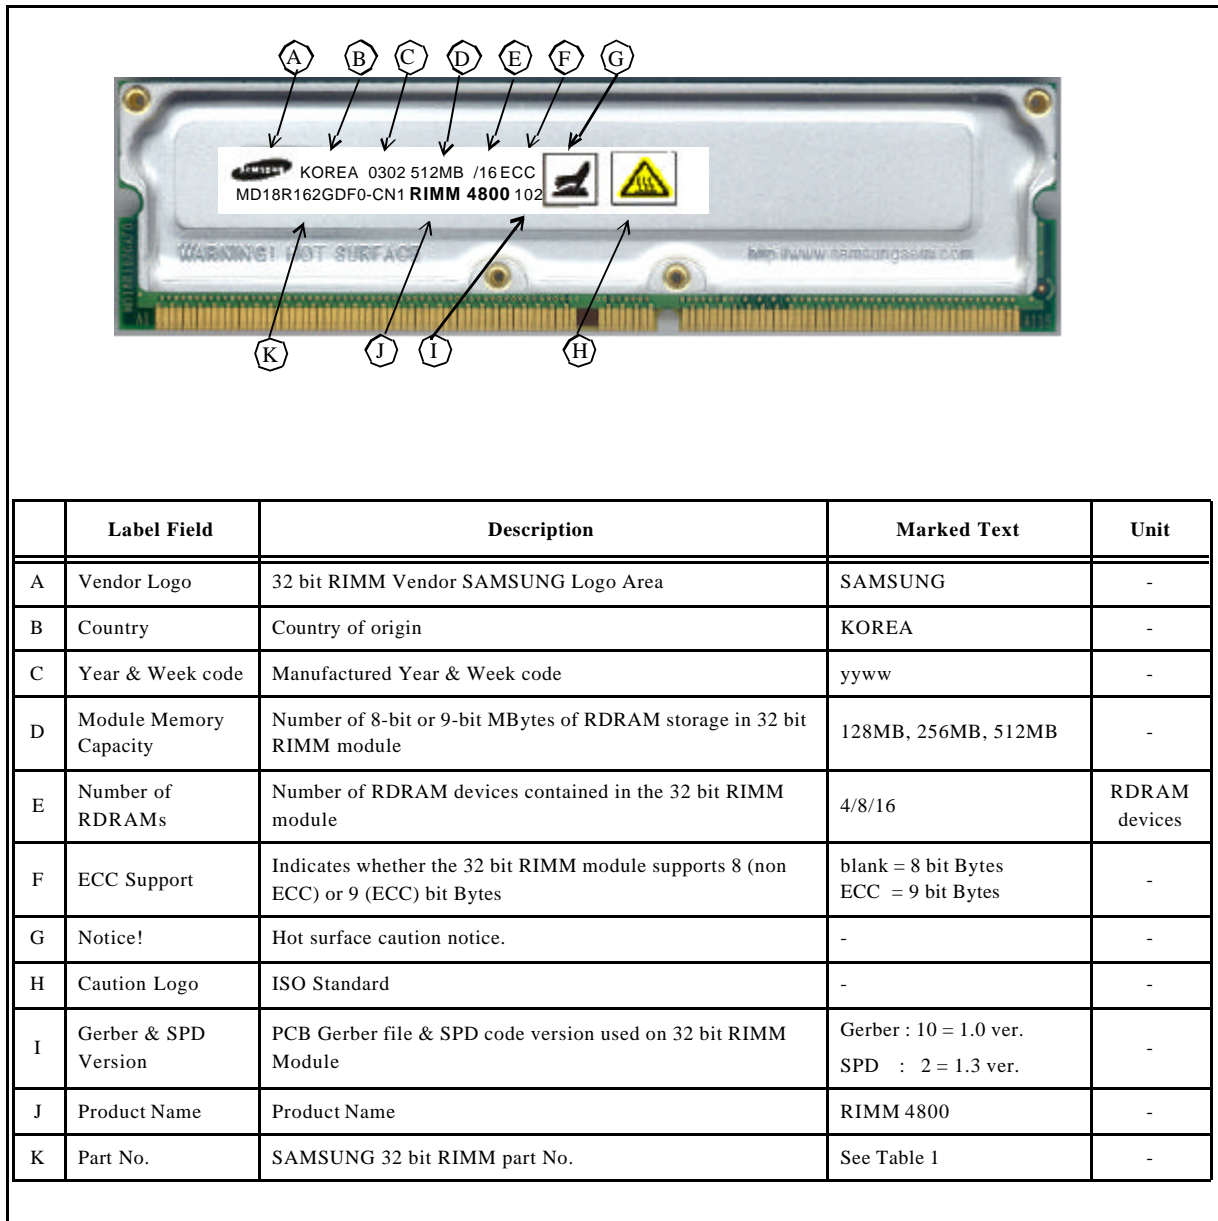 A B C D E F G
SAMSUNG KOREA 0302 512MB /16 ECC
MD18R162GDF0-CN1 RIMM 4800 102
WARNING! HOT SURFACE
A1
K J I H
Label Field Description Marked Text Unit
A Vendor Logo 32 bit RIMM Vendor SAMSUNG Logo Area SAMSUNG -
B Country Country of origin KOREA -
C Year & Week code Manufactured Year & Week code yyww -
D Module Memory Capacity Number of 8-bit or 9-bit MBytes of RDRAM storage in 32 bit RIMM module 128MB, 256MB, 512MB -
E Number of RDRAMs Number of RDRAM devices contained in the 32 bit RIMM module 4/8/16 RDRAM devices
F ECC Support Indicates whether the 32 bit RIMM module supports 8 (non ECC) or 9 (ECC) bit Bytes blank = 8 bit Bytes ECC = 9 bit Bytes -
G Notice! Hot surface caution notice. - -
H Caution Logo ISO Standard - -
I Gerber & SPD Version PCB Gerber file & SPD code version used on 32 bit RIMM Module Gerber : 10 = 1.0 ver. SPD : 2 = 1.3 ver. -
J Product Name Product Name RIMM 4800 -
K Part No. SAMSUNG 32 bit RIMM part No. See Table 1 -